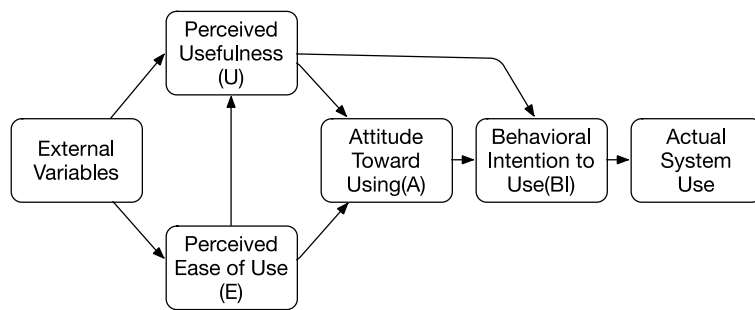 External
Variables
Perceived
Usefulness
(U)
Perceived
Ease of Use
(E)
Attitude
Toward
Using(A)
Behavioral
Intention to
Use(BI)
Actual
System
Use